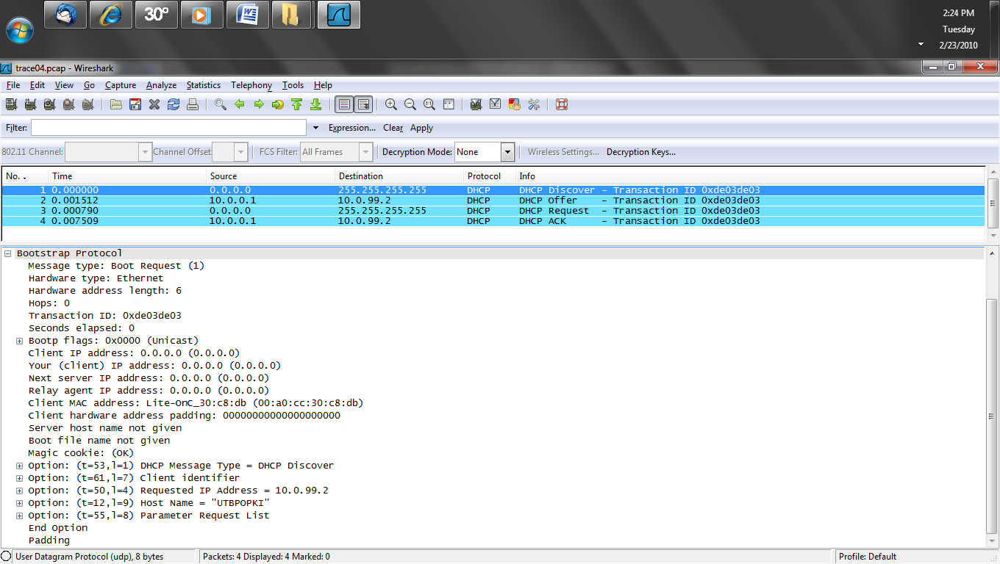 30°
2:24 PM
Tuesday
2/23/2010
trace04.pcap - Wireshark
File Edit View Go Capture Analyze Statistics Telephony Tools Help
Filter: Expression... Clear Apply
802.11 Channel: Channel Offset FCS Filter: All Frames Decryption Mode: None Wireless Settings... Decryption Keys...
No. . Time Source Destination Protocol Info
1 0.000000 0.0.0.0 255.255.255.255 DHCP DHCP Discover - Transaction ID 0xde03de03
2 0.001512 10.0.0.1 10.0.99.2 DHCP DHCP Offer - Transaction ID 0xde03de03
3 0.000790 0.0.0.0 255.255.255.255 DHCP DHCP Request - Transaction ID 0xde03de03
4 0.007509 10.0.0.1 10.0.99.2 DHCP DHCP ACK - Transaction ID 0xde03de03
Bootstrap Protocol
Message type: Boot Request (1)
Hardware type: Ethernet
Hardware address length: 6
Hops: 0
Transaction ID: 0xde03de03
Seconds elapsed: 0
Bootp flags: 0x0000 (Unicast)
Client IP address: 0.0.0.0 (0.0.0.0)
Your (client) IP address: 0.0.0.0 (0.0.0.0)
Next server IP address: 0.0.0.0 (0.0.0.0)
Relay agent IP address: 0.0.0.0 (0.0.0.0)
Client MAC address: Lite-OnC_30:c8:db (00:a0:cc:30:c8:db)
Client hardware address padding: 00000000000000000000
Server host name not given
Boot file name not given
Magic cookie: (OK)
Option: (t=53,l=1) DHCP Message Type = DHCP Discover
Option: (t=61,l=7) Client identifier
Option: (t=50,l=4) Requested IP Address = 10.0.99.2
Option: (t=12,l=9) Host Name = "UTBPOPKI"
Option: (t=55,l=8) Parameter Request List
End Option
Padding
User Datagram Protocol (udp), 8 bytes Packets: 4 Displayed: 4 Marked: 0 Profile: Default